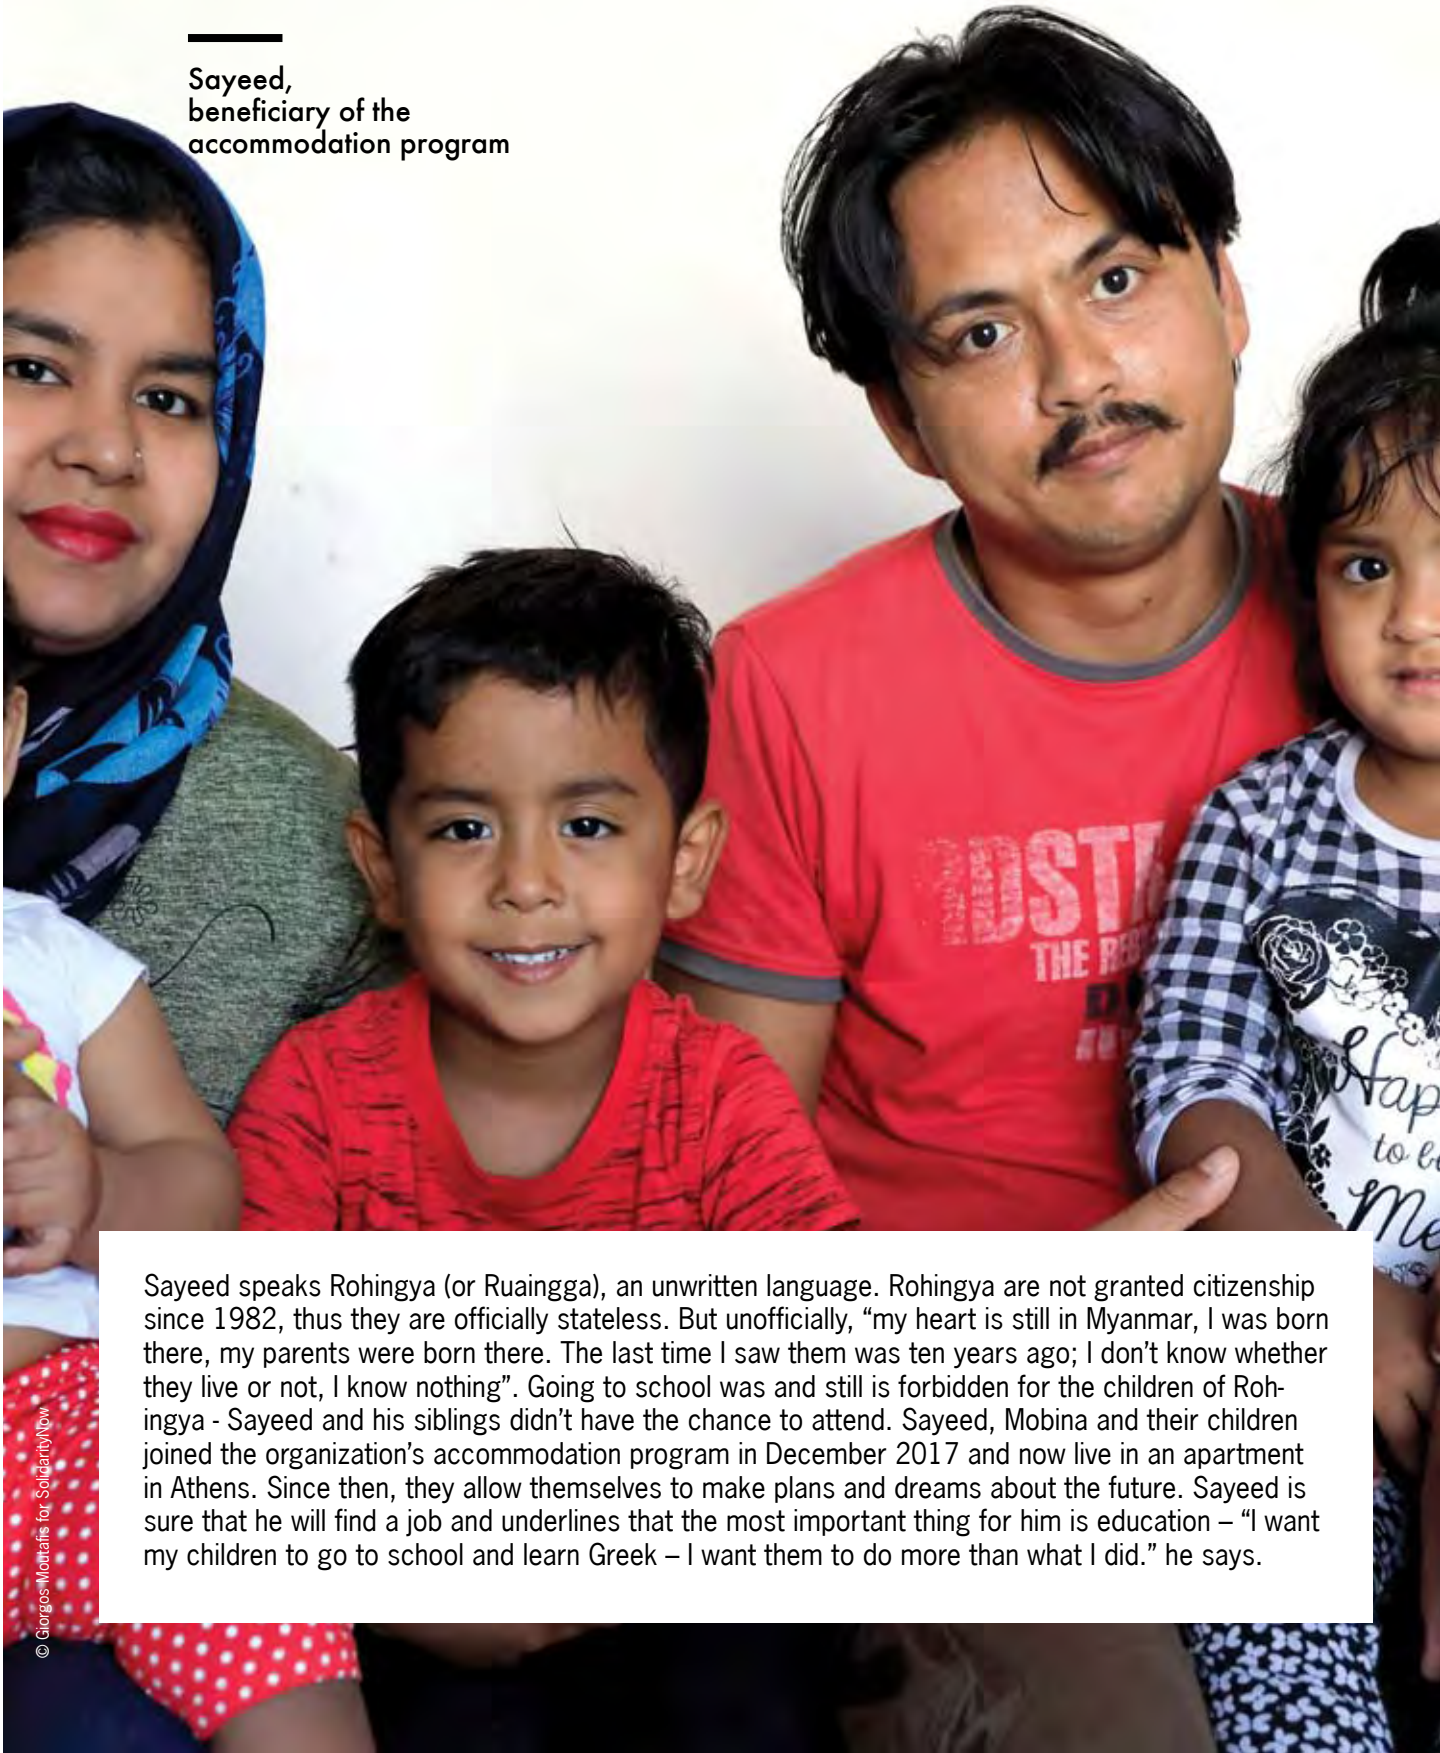 Sayeed,
beneficiary of the
accommodation program
THE
Hap
to be
Me
Sayeed speaks Rohingya (or Ruaingga), an unwritten language. Rohingya are not granted citizenship
since 1982, thus they are officially stateless. But unofficially, “my heart is still in Myanmar, I was born
there, my parents were born there. The last time I saw them was ten years ago; I don’t know whether
they live or not, I know nothing”. Going to school was and still is forbidden for the children of Roh-
ingya - Sayeed and his siblings didn’t have the chance to attend. Sayeed, Mobina and their children
joined the organization’s accommodation program in December 2017 and now live in an apartment
in Athens. Since then, they allow themselves to make plans and dreams about the future. Sayeed is
sure that he will find a job and underlines that the most important thing for him is education – “I want
my children to go to school and learn Greek – I want them to do more than what I did.” he says.
© Giorgos Moutafis for SolidarityNow